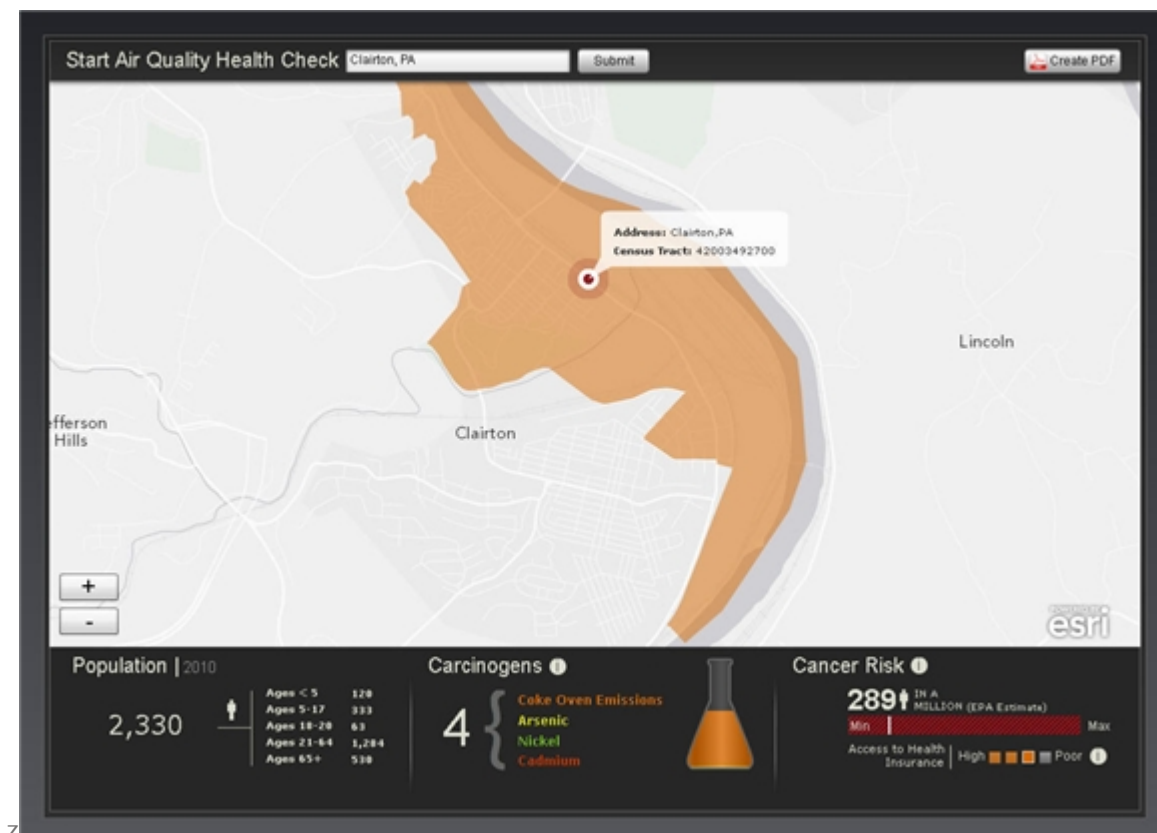 Start Air Quality Health Check Clairton, PA Submit Create PDF
Address: Clairton,PA
Census Tract: 42003492700
Lincoln
efferson
Hills
Clairton
+
-
POWERED BY
esri
Population | 2010
2,330
Ages < 5 120
Ages 5-17 333
Ages 18-20 63
Ages 21-64 1,284
Ages 65+ 530
Carcinogens i
4
Coke Oven Emissions
Arsenic
Nickel
Cadmium
Cancer Risk i
289 IN A
MILLION (EPA Estimate)
Min Max
Access to Health
Insurance | High Poor i
7